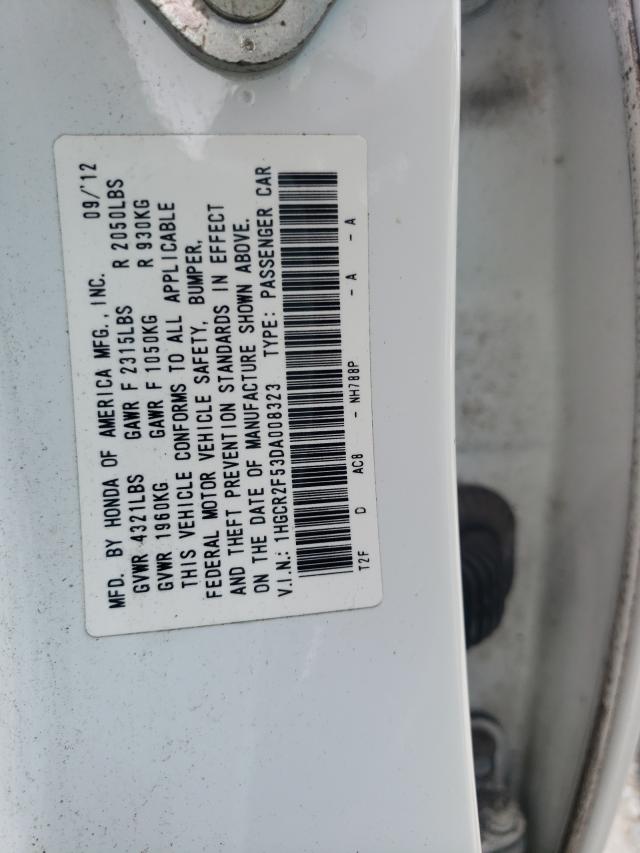 MFD. BY HONDA OF AMERICA MFG., INC. 09/'12
GVWR 4321LBS GAWR F 2315LBS R 2050LBS
GVWR 1960KG GAWR F 1050KG R 930KG
THIS VEHICLE CONFORMS TO ALL APPLICABLE
FEDERAL MOTOR VEHICLE SAFETY, BUMPER,
AND THEFT PREVENTION STANDARDS IN EFFECT
ON THE DATE OF MANUFACTURE SHOWN ABOVE.
V.I.N.: 1HGCR2F53DA008323 TYPE: PASSENGER CAR
T2F D AC8 - NH788P - A - A